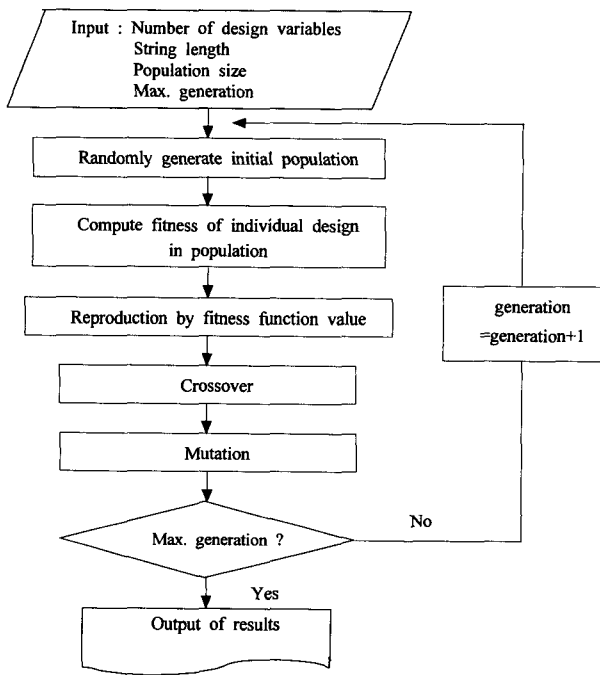 Input : Number of design variables
String length
Population size
Max. generation
Randomly generate initial population
Compute fitness of individual design
in population
Reproduction by fitness function value
generation
=generation+1
Crossover
Mutation
Max. generation ?
No
Yes
Output of results